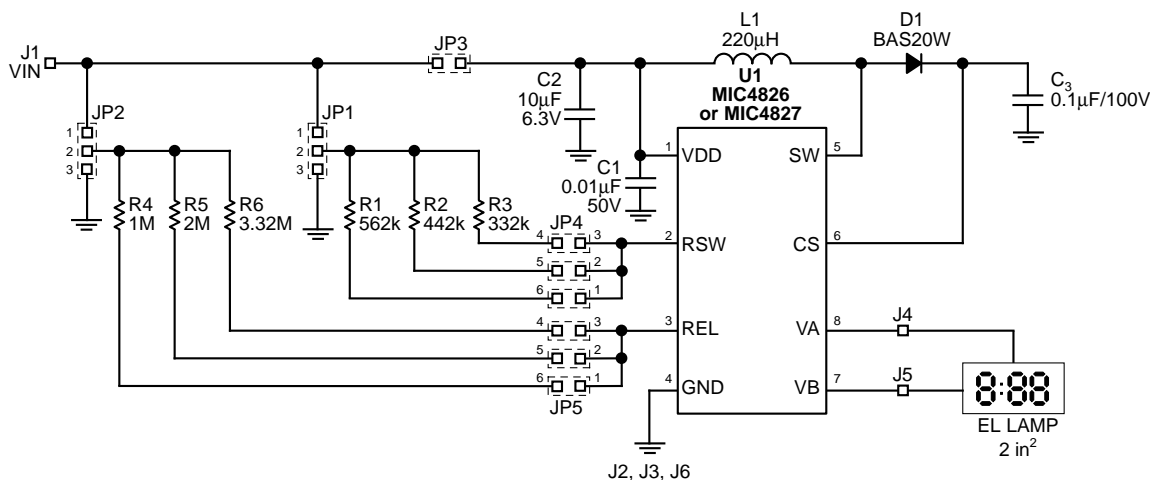 J1
VIN
JP3
L1
220µH
D1
BAS20W
C2
10µF
6.3V
U1
MIC4826
or MIC4827
C3
0.1µF/100V
JP2
1
2
3
JP1
1
2
3
C1
0.01µF
50V
1 VDD
SW 5
R4
1M
R5
2M
R6
3.32M
R1
562k
R2
442k
R3
332k
JP4
4 3
5 2
6 1
2 RSW
CS 6
4 3
5 2
6 1
JP5
3 REL
VA 8
J4
4 GND
VB 7
J5
8:88
EL LAMP
2 in²
J2, J3, J6